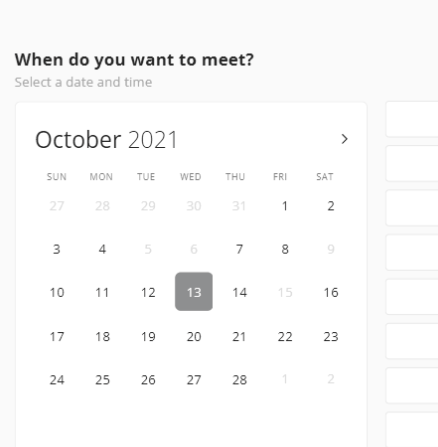 When do you want to meet?
Select a date and time
October 2021
SUN MON TUE WED THU FRI SAT
27 28 29 30 31 1 2
3 4 5 6 7 8 9
10 11 12 13 14 15 16
17 18 19 20 21 22 23
24 25 26 27 28 1 2